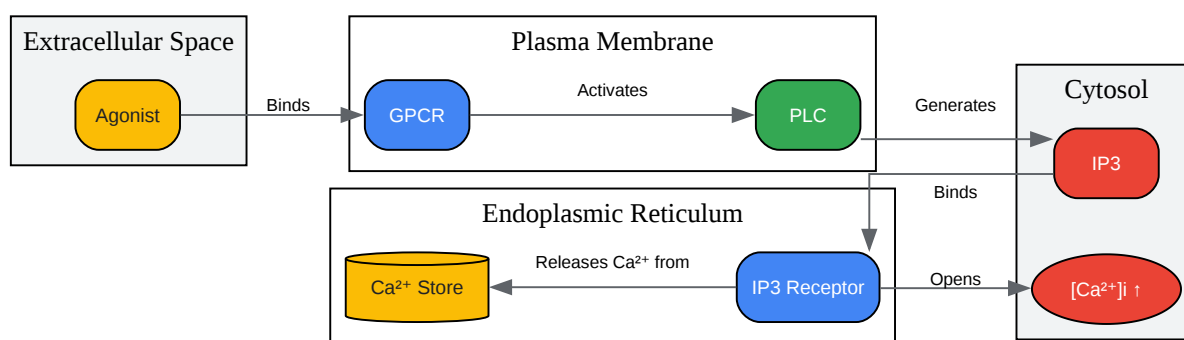 Extracellular Space
Plasma Membrane
Cytosol
Agonist
Binds
GPCR
Activates
PLC
Generates
IP3
Binds
Endoplasmic Reticulum
Ca²⁺ Store
Releases Ca²⁺ from
IP3 Receptor
Opens
[Ca²⁺]i ↑